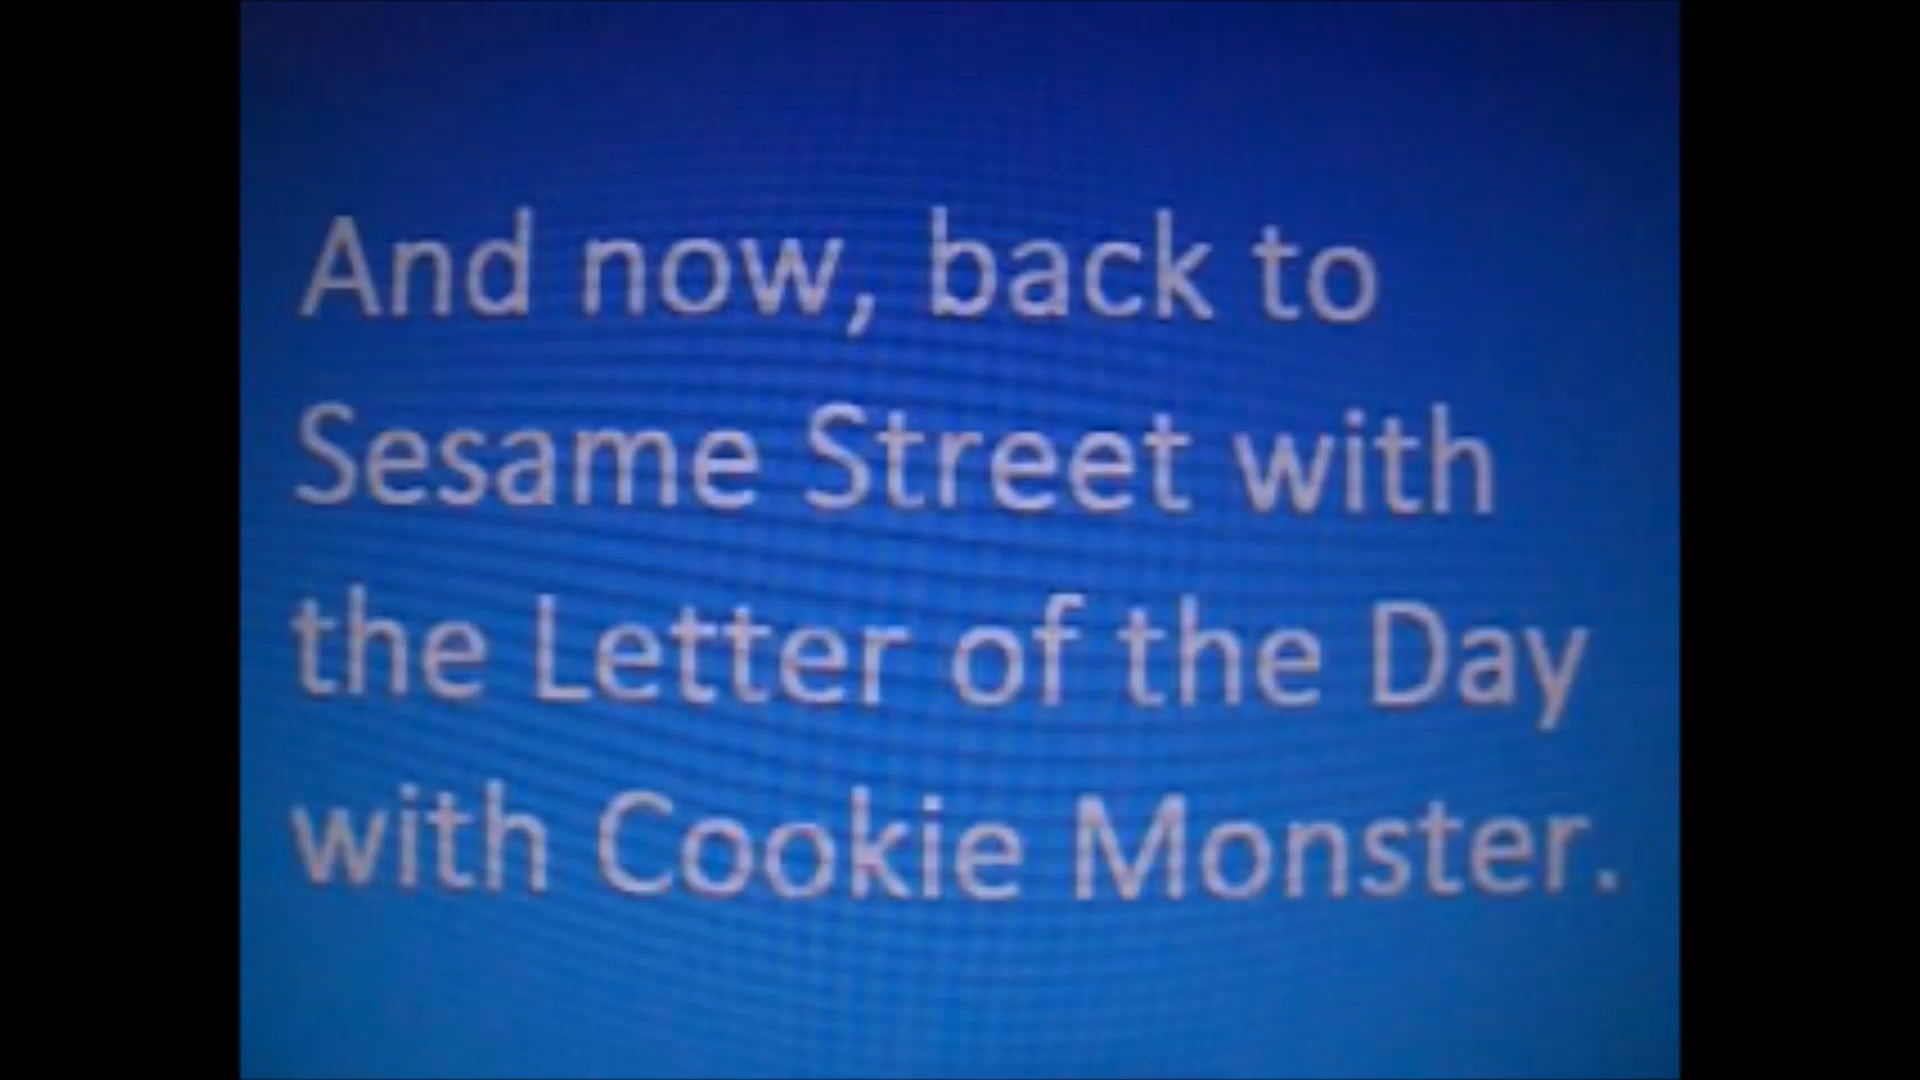 And now, back to
Sesame Street with
the Letter of the Day
with Cookie Monster.